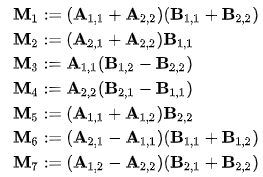 M₁ := (A₁,₁ + A₂,₂)(B₁,₁ + B₂,₂)
M₂ := (A₂,₁ + A₂,₂)B₁,₁
M₃ := A₁,₁(B₁,₂ − B₂,₂)
M₄ := A₂,₂(B₂,₁ − B₁,₁)
M₅ := (A₁,₁ + A₁,₂)B₂,₂
M₆ := (A₂,₁ − A₁,₁)(B₁,₁ + B₁,₂)
M₇ := (A₁,₂ − A₂,₂)(B₂,₁ + B₂,₂)